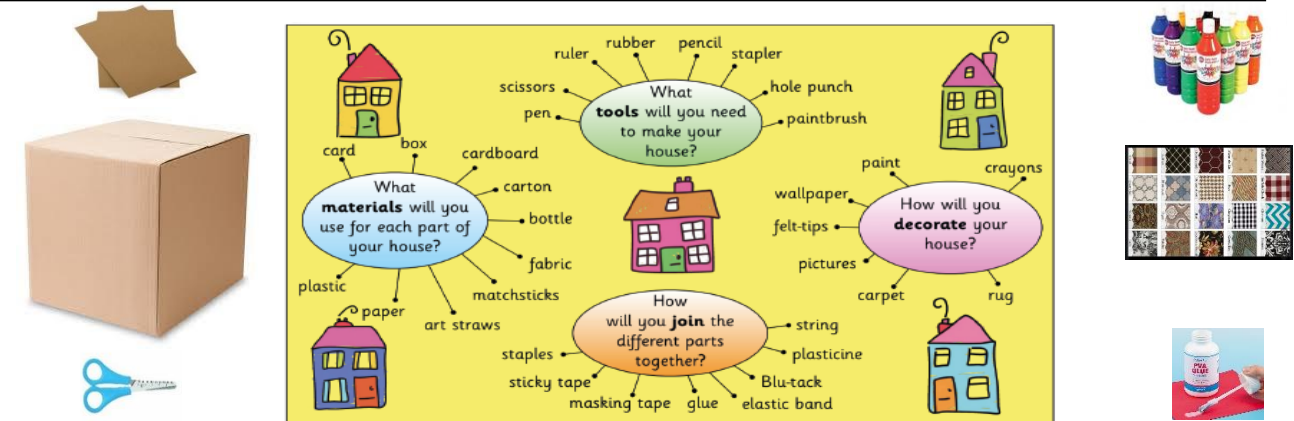 What
tools will you need
to make your
house?
pen
scissors
ruler
rubber
pencil
stapler
hole punch
paintbrush
What
materials will you
use for each part of
your house?
card
box
cardboard
carton
bottle
fabric
matchsticks
art straws
paper
plastic
How will you
decorate your
house?
paint
crayons
wallpaper
felt-tips
pictures
carpet
rug
How
will you join the
different parts
together?
string
plasticine
Blu-tack
elastic band
glue
masking tape
sticky tape
staples
PVA
GLUE